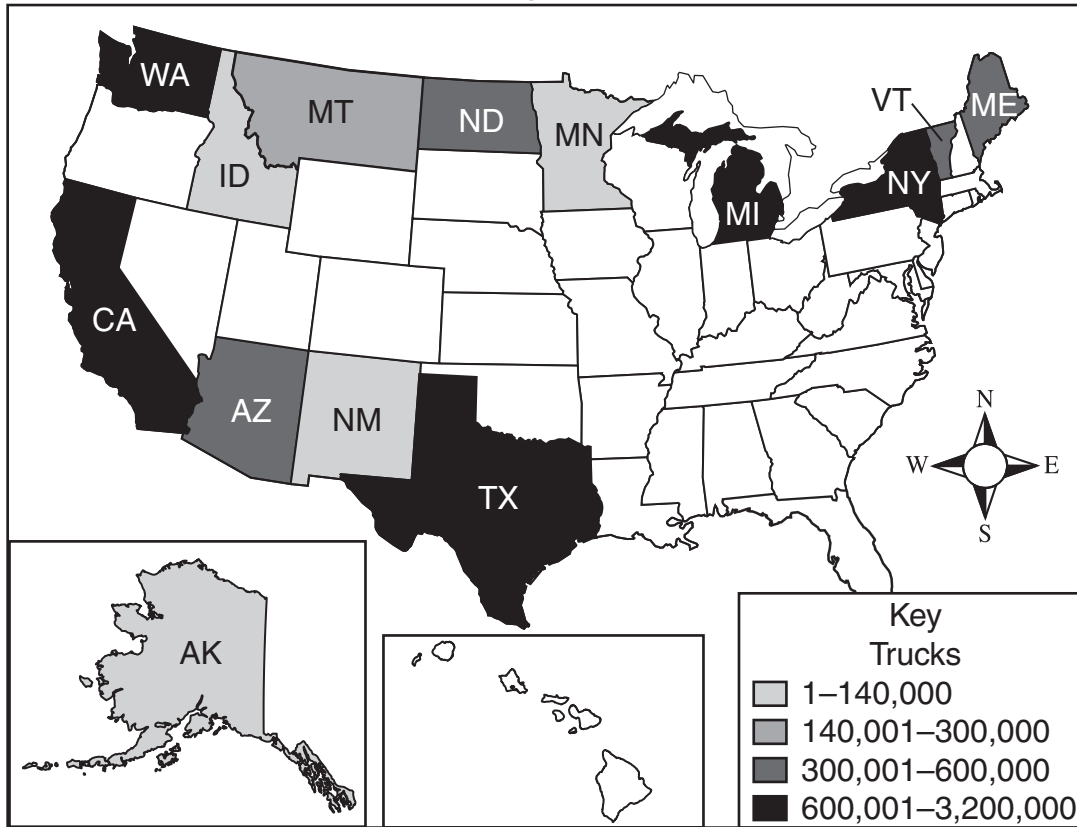 WA
MT
ND
MN
VT
ME
ID
NY
MI
CA
AZ
NM
TX
N
W
E
S
AK
Key
Trucks
1–140,000
140,001–300,000
300,001–600,000
600,001–3,200,000